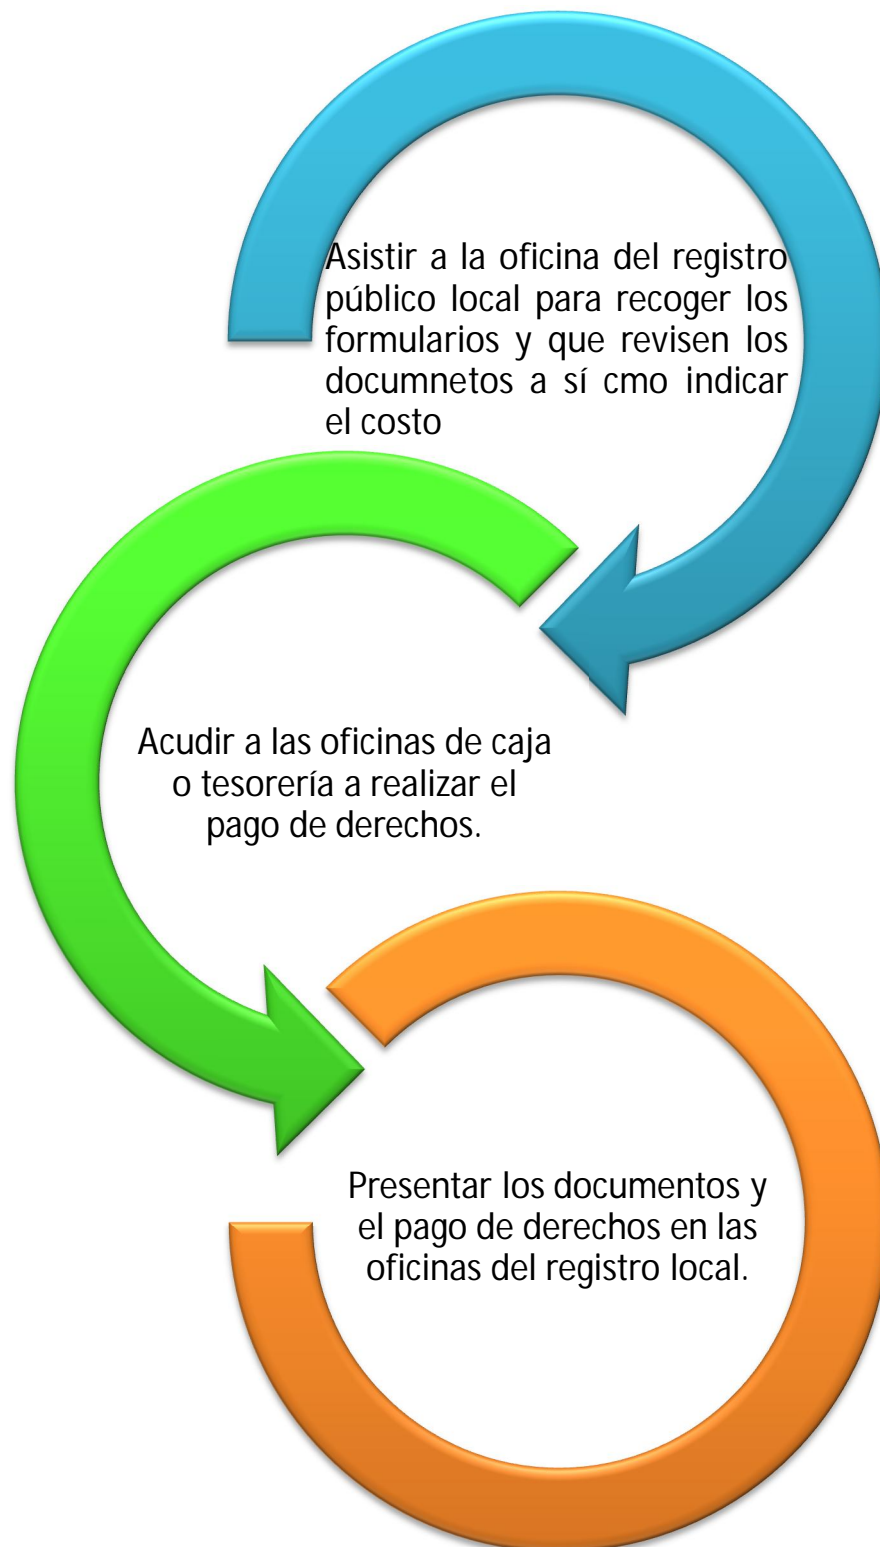 Asistir a la oficina del registro
público local para recoger los
formularios y que revisen los
documnetos a sí cmo indicar
el costo
Acudir a las oficinas de caja
o tesorería a realizar el
pago de derechos.
Presentar los documentos y
el pago de derechos en las
oficinas del registro local.